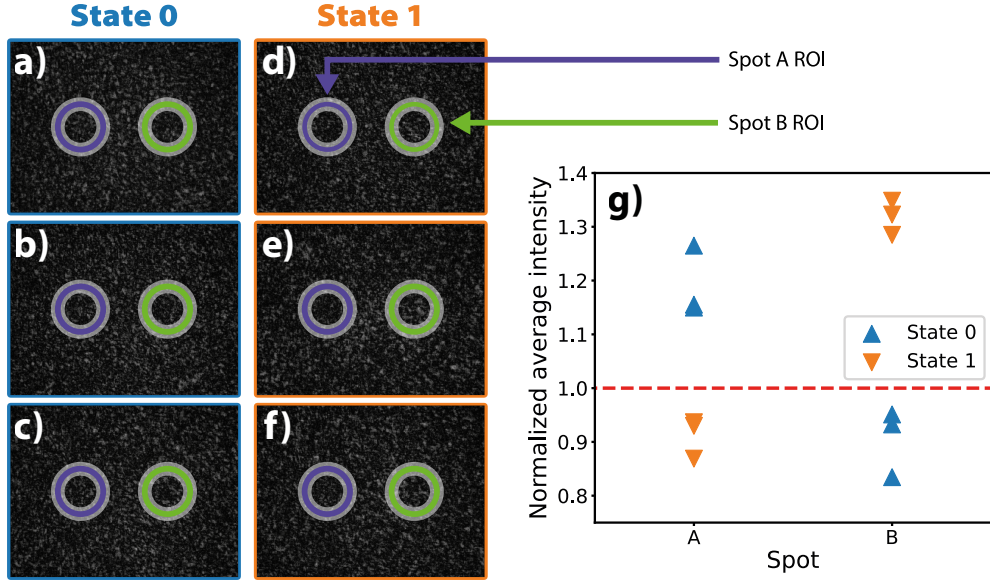 State 0
State 1
a)
d)
Spot A ROI
Spot B ROI
b)
e)
c)
f)
g)
Normalized average intensity
1.4
1.3
1.2
1.1
1.0
0.9
0.8
State 0
State 1
A
B
Spot